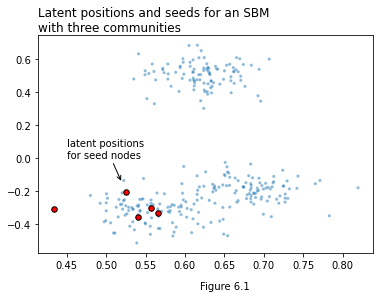 Latent positions and seeds for an SBM
with three communities
0.6
0.4
0.2
latent positions
for seed nodes
0.0
−0.2
−0.4
0.45 0.50 0.55 0.60 0.65 0.70 0.75 0.80
Figure 6.1